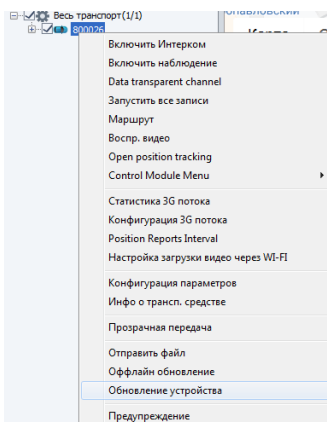 Весь транспорт(1/1)
800026
Включить Интерком
Включить наблюдение
Data transparent channel
Запустить все записи
Маршрут
Воспр. видео
Open position tracking
Control Module Menu
Статистика 3G потока
Конфигурация 3G потока
Position Reports Interval
Настройка загрузки видео через WI-FI
Конфигурация параметров
Инфо о трансп. средстве
Прозрачная передача
Отправить файл
Оффлайн обновление
Обновление устройства
Предупреждение